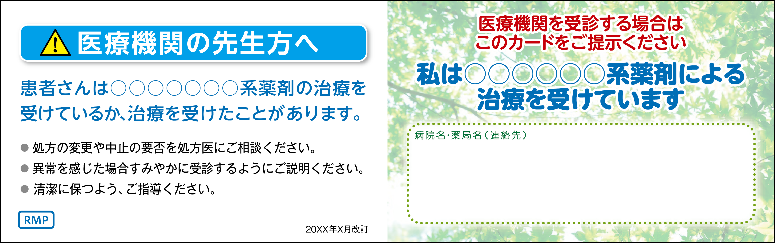 医療機関の先生方へ
患者さんは○○○○○○○系薬剤の治療を
受けているか、治療を受けたことがあります。
● 処方の変更や中止の要否を処方医にご相談ください。
● 異常を感じた場合すみやかに受診するようにご説明ください。
● 清潔に保つよう、ご指導ください。
RMP
20XX年X月改訂
医療機関を受診する場合は
このカードをご提示ください
私は○○○○○○系薬剤による
治療を受けています
病院名・薬局名(連絡先)